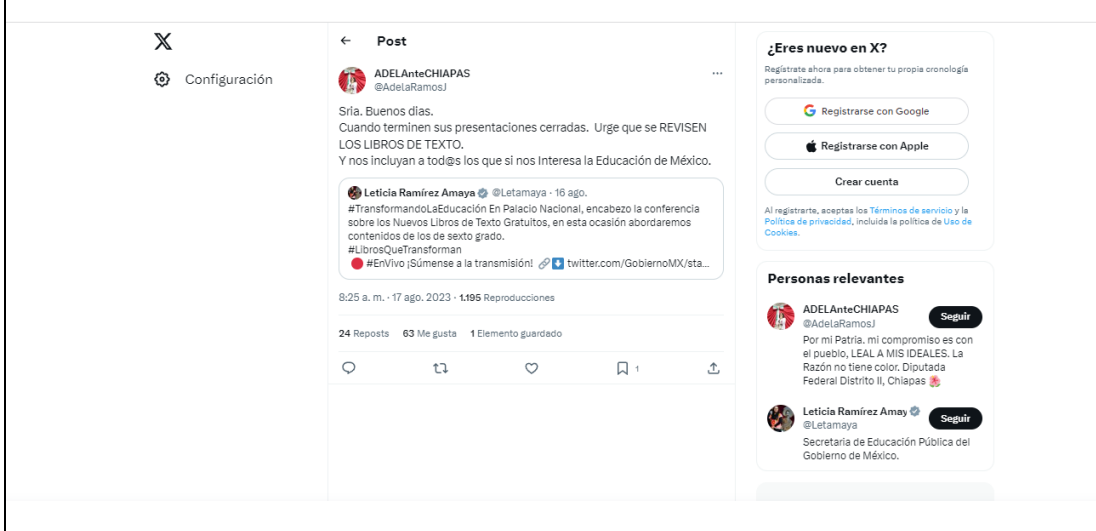 Configuración
Post
ADELAnteCHIAPAS
@AdelaRamosJ
Sria. Buenos dias.
Cuando terminen sus presentaciones cerradas. Urge que se REVISEN
LOS LIBROS DE TEXTO.
Y nos incluyan a tod@s los que si nos Interesa la Educación de México.
Leticia Ramírez Amaya @Letamaya · 16 ago.
#TransformandoLaEducación En Palacio Nacional, encabezo la conferencia
sobre los Nuevos Libros de Texto Gratuitos, en esta ocasión abordaremos
contenidos de los de sexto grado.
#LibrosQueTransforman
#EnVivo ¡Súmense a la transmisión! twitter.com/GobiernoMX/sta...
8:25 a. m. · 17 ago. 2023 · 1.195 Reproducciones
24 Reposts 63 Me gusta 1 Elemento guardado
1
¿Eres nuevo en X?
Regístrate ahora para obtener tu propia cronología
personalizada.
Registrarse con Google
Registrarse con Apple
Crear cuenta
Al registrarte, aceptas los Términos de servicio y la
Política de privacidad, incluida la política de Uso de
Cookies.
Personas relevantes
ADELAnteCHIAPAS
@AdelaRamosJ
Seguir
Por mi Patria. mi compromiso es con
el pueblo, LEAL A MIS IDEALES. La
Razón no tiene color. Diputada
Federal Distrito II, Chiapas
Leticia Ramírez Amay
@Letamaya
Seguir
Secretaria de Educación Pública del
Gobierno de México.